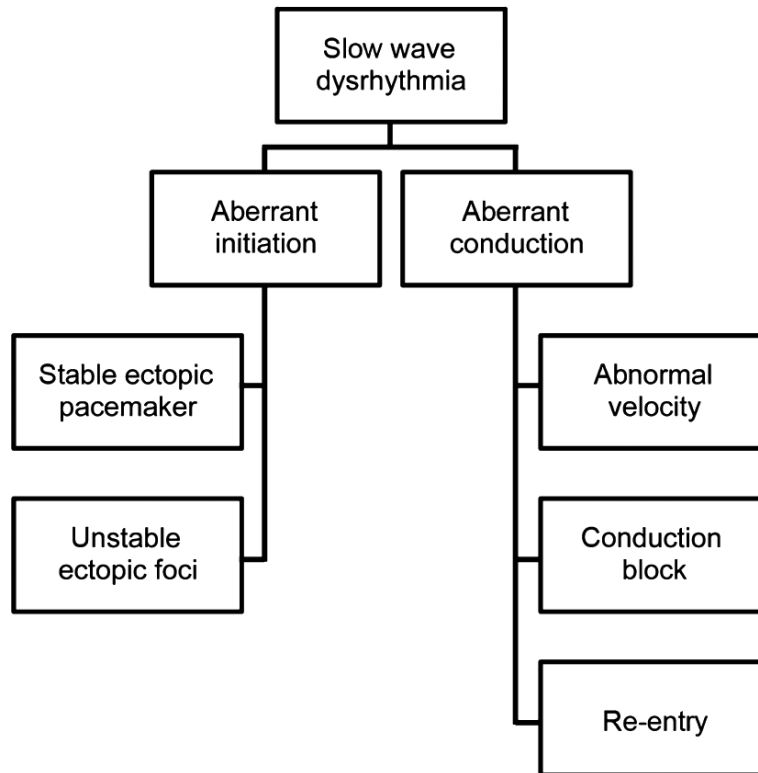 Slow wave
dysrhythmia
Aberrant
initiation
Aberrant
conduction
Stable ectopic
pacemaker
Abnormal
velocity
Unstable
ectopic foci
Conduction
block
Re-entry